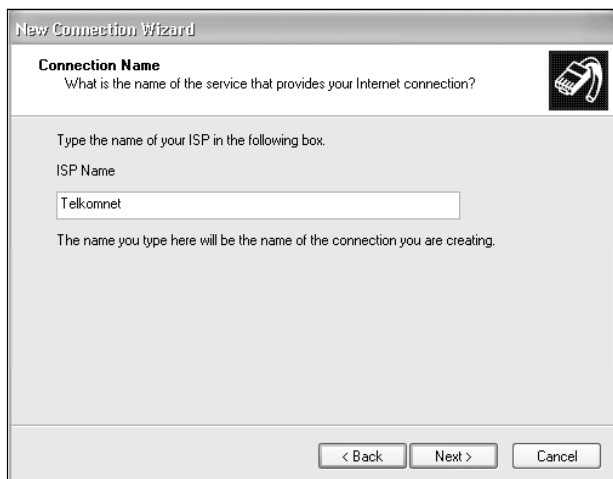 New Connection Wizard
Connection Name
What is the name of the service that provides your Internet connection?
Type the name of your ISP in the following box.
ISP Name
Telkomnet
The name you type here will be the name of the connection you are creating.
< Back Next > Cancel